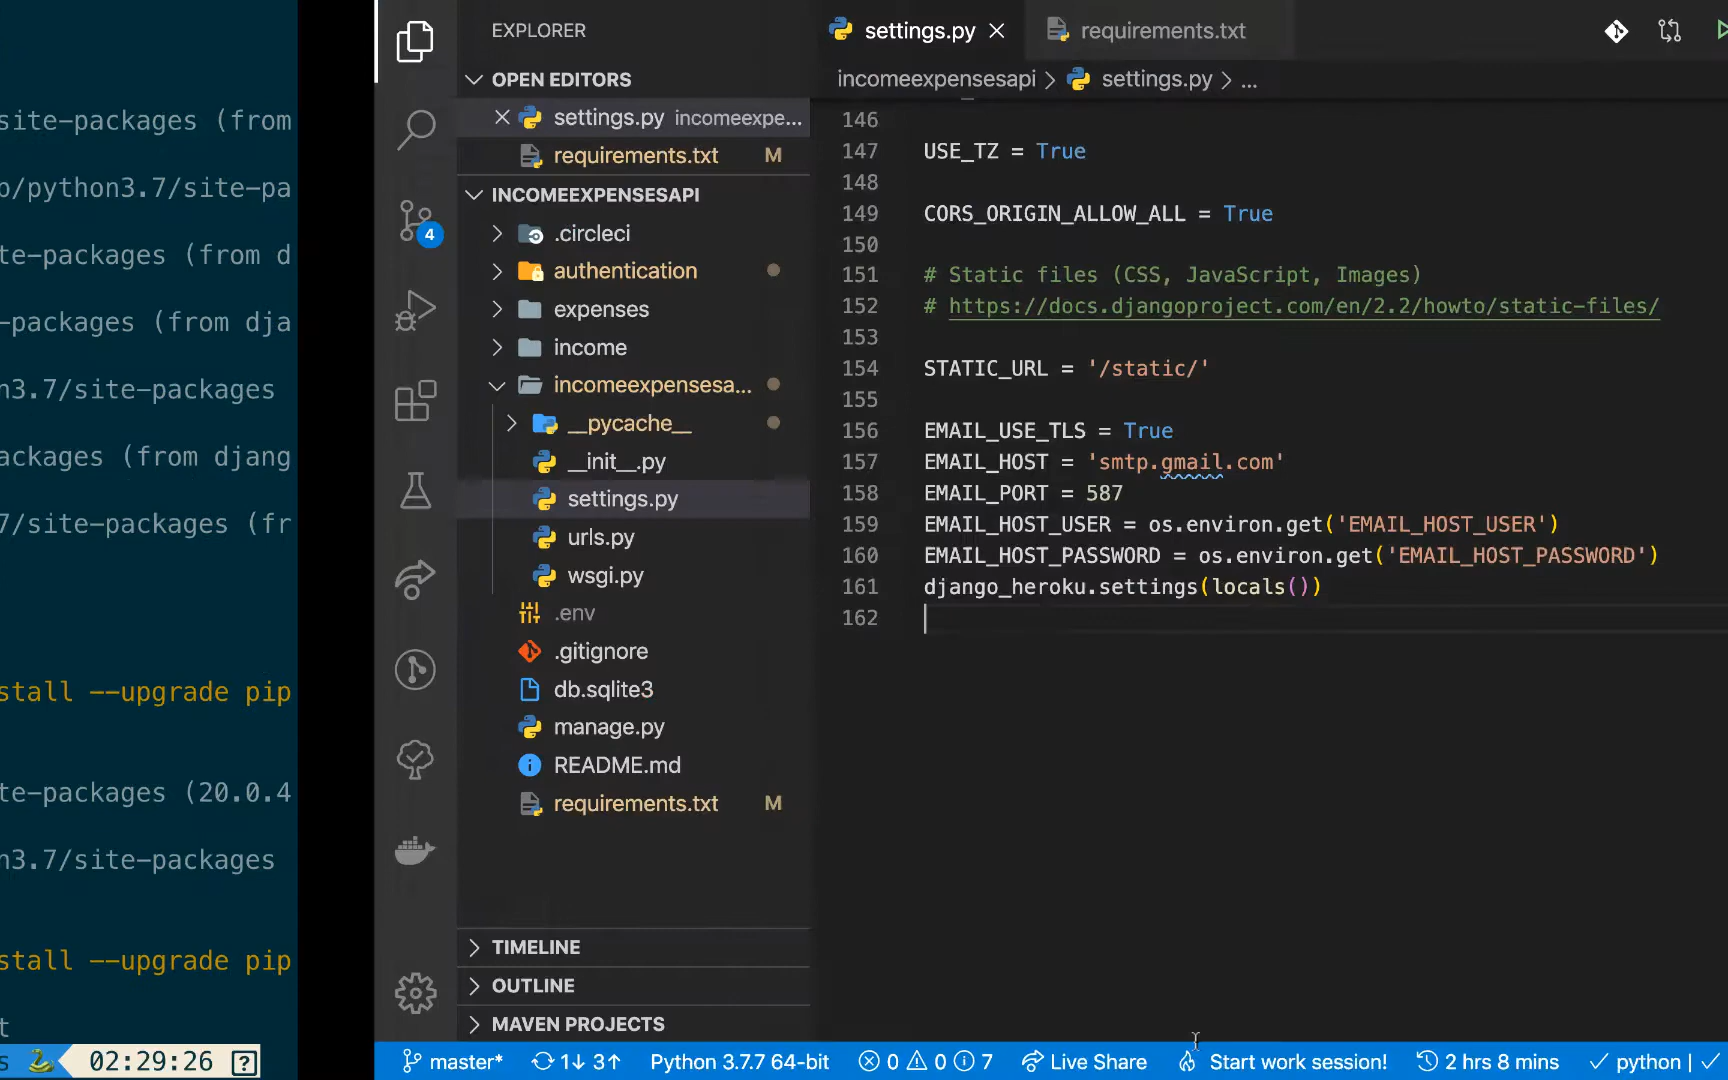 site-packages (from
p/python3.7/site-pa
te-packages (from d
-packages (from dja
n3.7/site-packages
ackages (from djang
7/site-packages (fr
stall --upgrade pip
te-packages (20.0.4
n3.7/site-packages
stall --upgrade pip
t
s 02:29:26 ?
EXPLORER
OPEN EDITORS
settings.py incomeexpe...
requirements.txt M
INCOMEEXPENSESAPI
.circleci
authentication
expenses
income
incomeexpensesa...
__pycache__
__init__.py
settings.py
urls.py
wsgi.py
.env
.gitignore
db.sqlite3
manage.py
README.md
requirements.txt M
TIMELINE
OUTLINE
MAVEN PROJECTS
4
settings.py requirements.txt
incomeexpensesapi > settings.py > ...
146
147 USE_TZ = True
148
149 CORS_ORIGIN_ALLOW_ALL = True
150
151 # Static files (CSS, JavaScript, Images)
152 # https://docs.djangoproject.com/en/2.2/howto/static-files/
153
154 STATIC_URL = '/static/'
155
156 EMAIL_USE_TLS = True
157 EMAIL_HOST = 'smtp.gmail.com'
158 EMAIL_PORT = 587
159 EMAIL_HOST_USER = os.environ.get('EMAIL_HOST_USER')
160 EMAIL_HOST_PASSWORD = os.environ.get('EMAIL_HOST_PASSWORD')
161 django_heroku.settings(locals())
162
master* 1↓ 3↑ Python 3.7.7 64-bit 0 0 7 Live Share Start work session! 2 hrs 8 mins python |